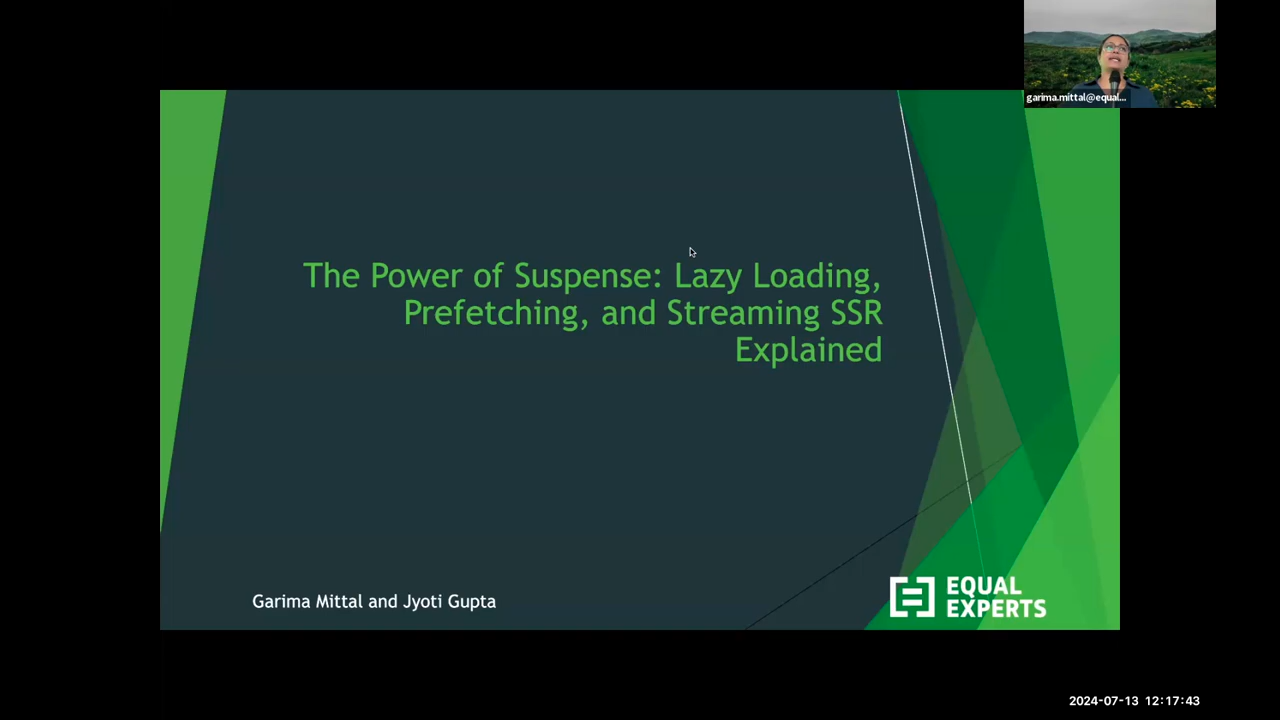 garima.mittal@equal...
The Power of Suspense: Lazy Loading,
Prefetching, and Streaming SSR
Explained
Garima Mittal and Jyoti Gupta
EQUAL
EXPERTS
2024-07-13 12:17:43